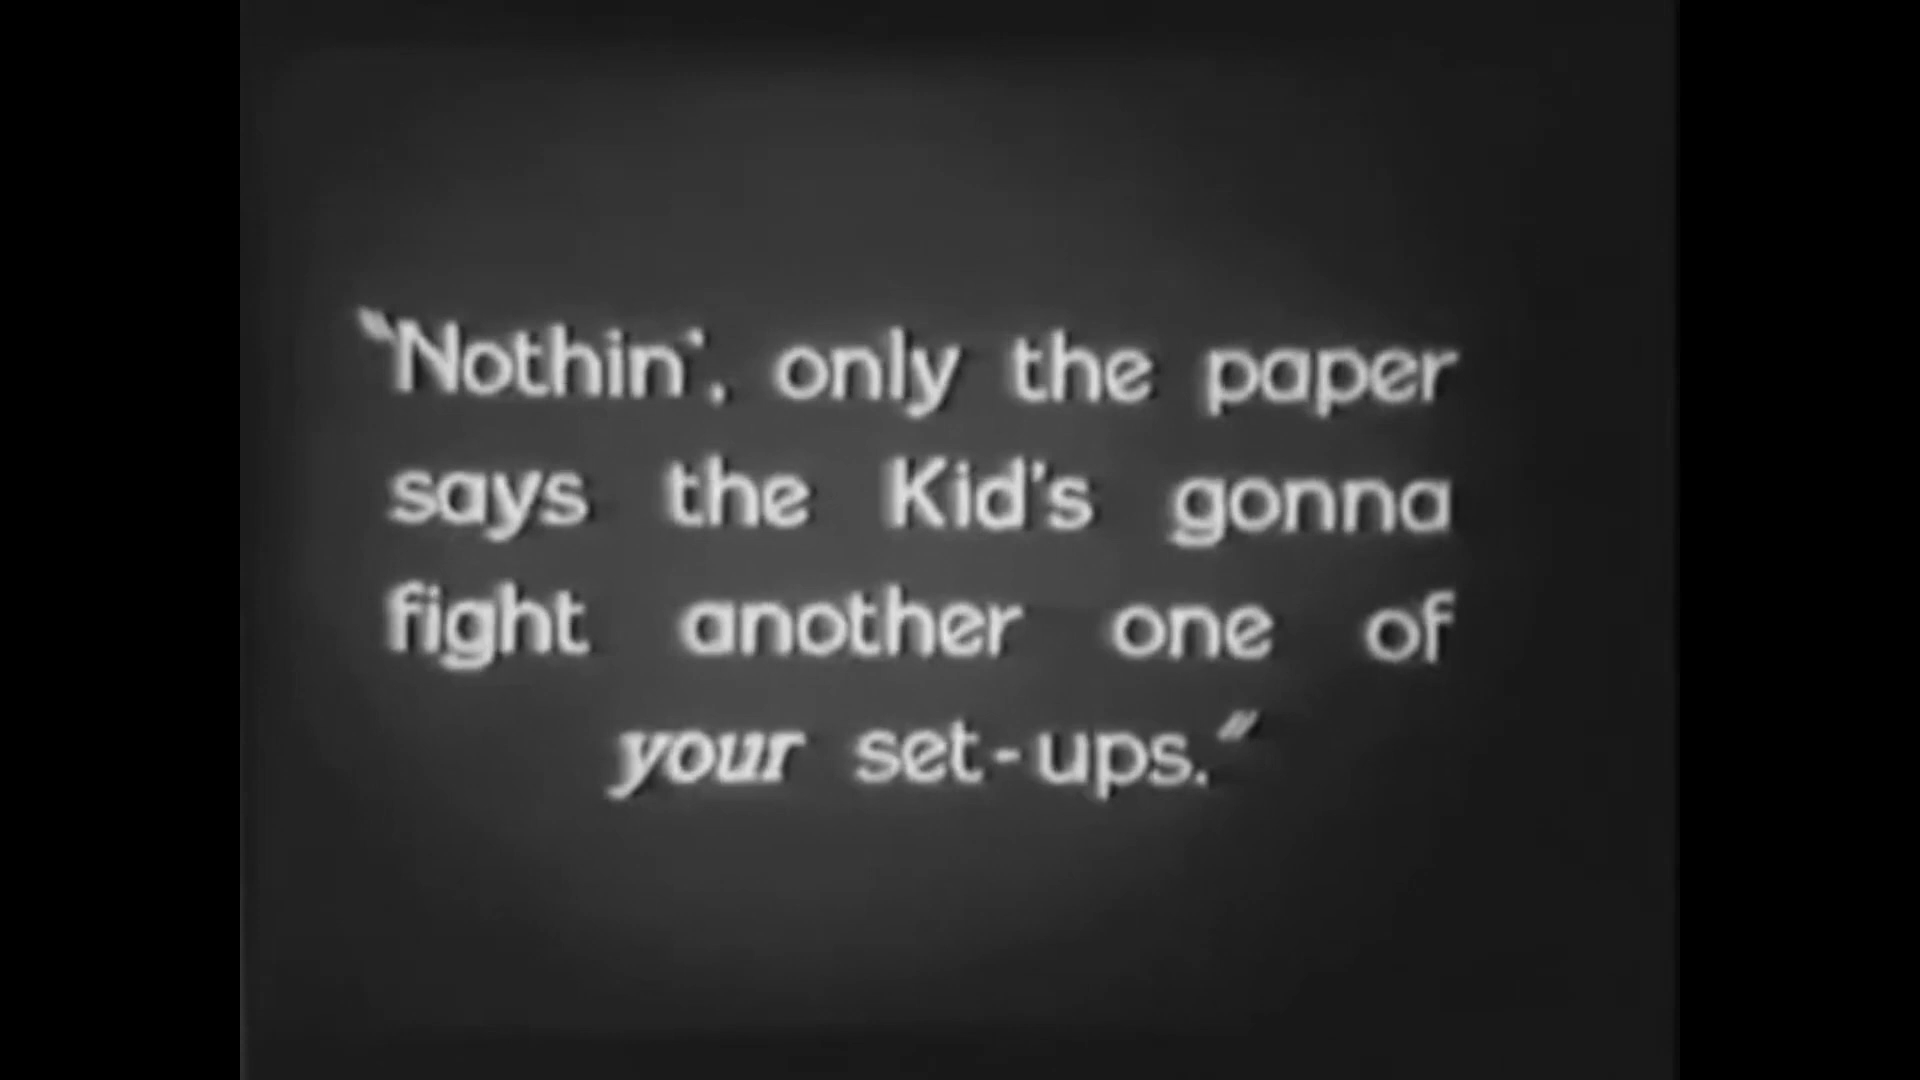 “Nothin', only the paper
says the Kid's gonna
fight another one of
your set-ups.”